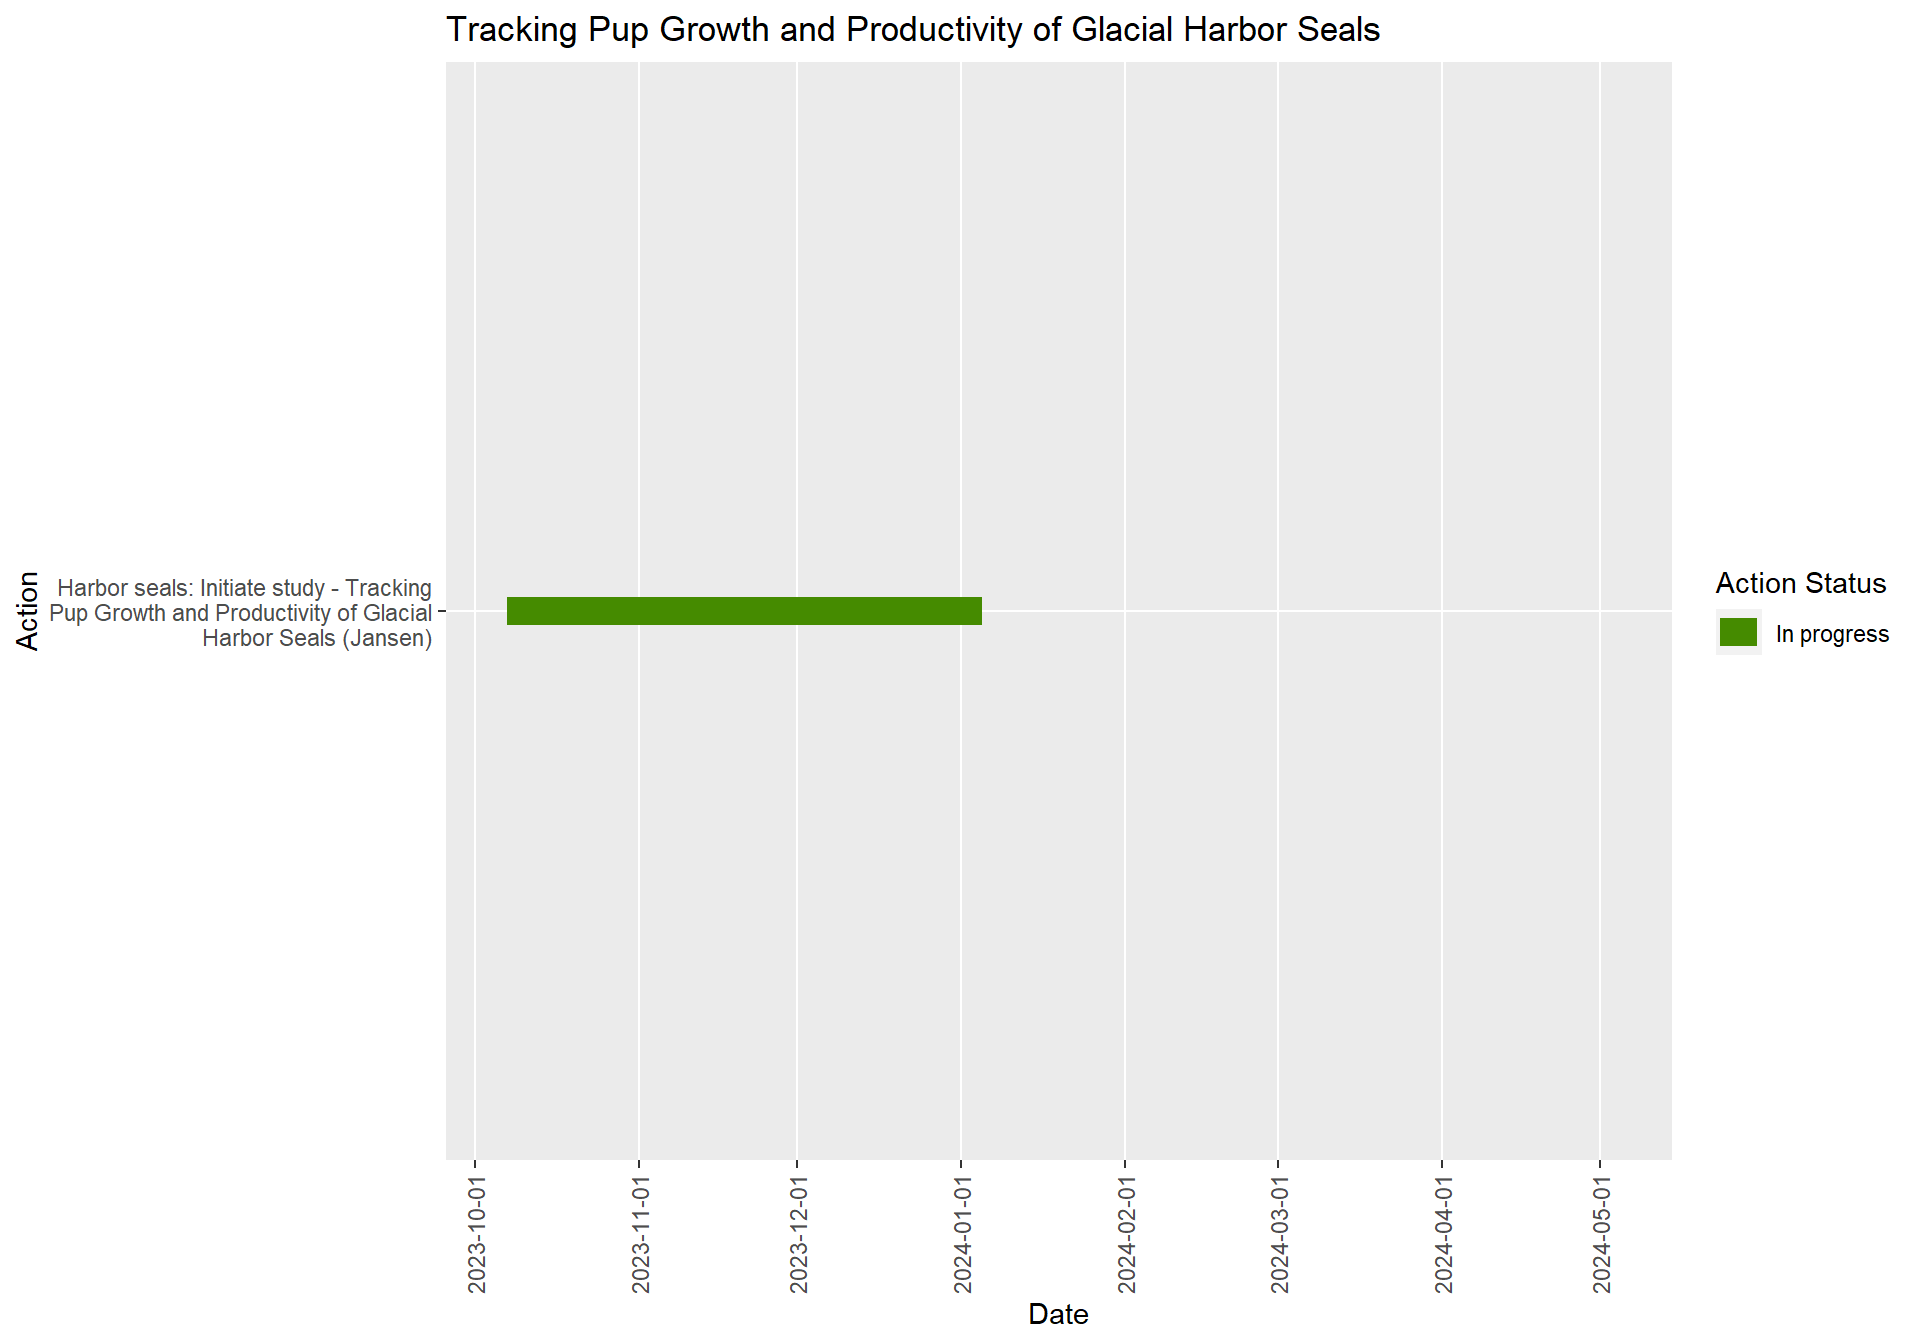 Tracking Pup Growth and Productivity of Glacial Harbor Seals
Action
Harbor seals: Initiate study - Tracking
Pup Growth and Productivity of Glacial
Harbor Seals (Jansen)
Action Status
In progress
2023-10-01
2023-11-01
2023-12-01
2024-01-01
2024-02-01
2024-03-01
2024-04-01
2024-05-01
Date